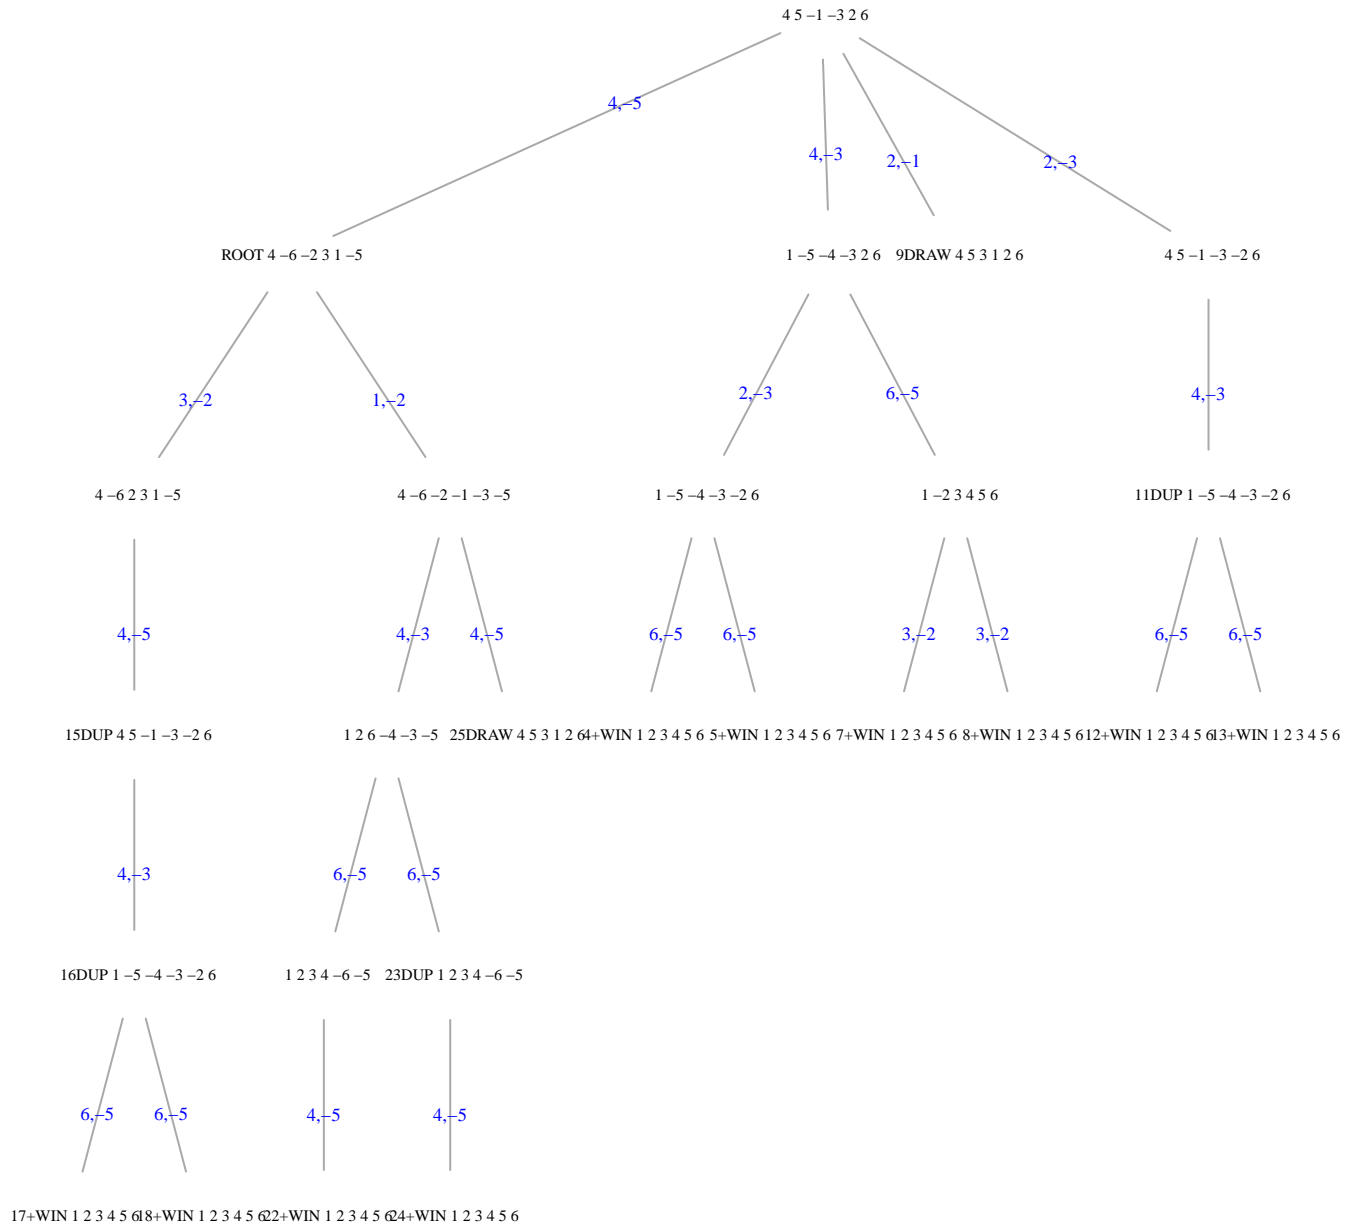 4 5 −1 −3 2 6
4,−5
4,−3
2,−1
2,−3
ROOT 4 −6 −2 3 1 −5
1 −5 −4 −3 2 6
9DRAW 4 5 3 1 2 6
4 5 −1 −3 −2 6
3,−2
1,−2
2,−3
6,−5
4,−3
4 −6 2 3 1 −5
4 −6 −2 −1 −3 −5
1 −5 −4 −3 −2 6
1 −2 3 4 5 6
11DUP 1 −5 −4 −3 −2 6
4,−5
4,−3
4,−5
6,−5
6,−5
3,−2
3,−2
6,−5
6,−5
15DUP 4 5 −1 −3 −2 6
1 2 6 −4 −3 −5
25DRAW 4 5 3 1 2 6
4+WIN 1 2 3 4 5 6
5+WIN 1 2 3 4 5 6
7+WIN 1 2 3 4 5 6
8+WIN 1 2 3 4 5 6
12+WIN 1 2 3 4 5 6
13+WIN 1 2 3 4 5 6
4,−3
6,−5
6,−5
16DUP 1 −5 −4 −3 −2 6
1 2 3 4 −6 −5
23DUP 1 2 3 4 −6 −5
6,−5
6,−5
4,−5
4,−5
17+WIN 1 2 3 4 5 6
18+WIN 1 2 3 4 5 6
22+WIN 1 2 3 4 5 6
24+WIN 1 2 3 4 5 6